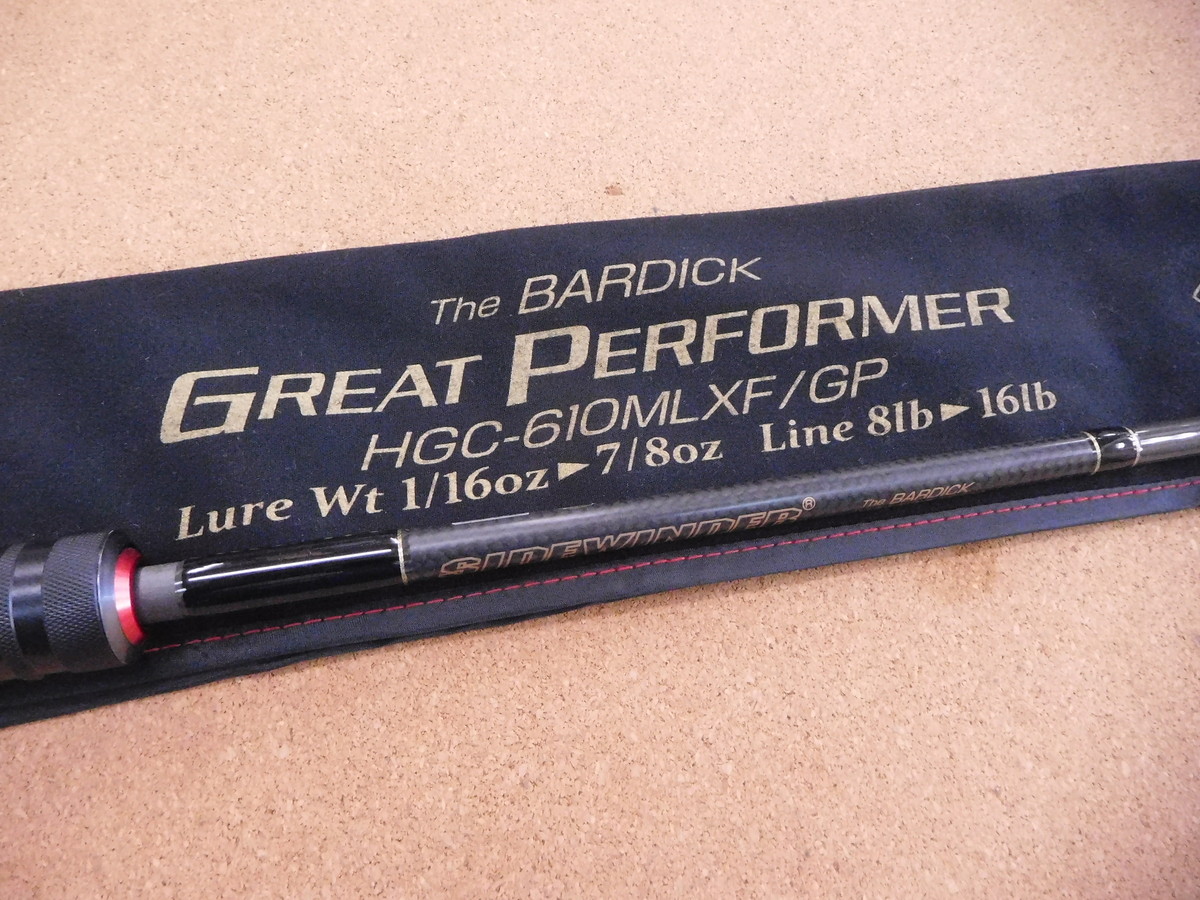 The BARDICK
GREAT PERFORMER
HGC-610MLXF/GP
Lure Wt 1/16oz►7/8oz Line 8lb►16lb
SIDEWINDER® The BARDICK